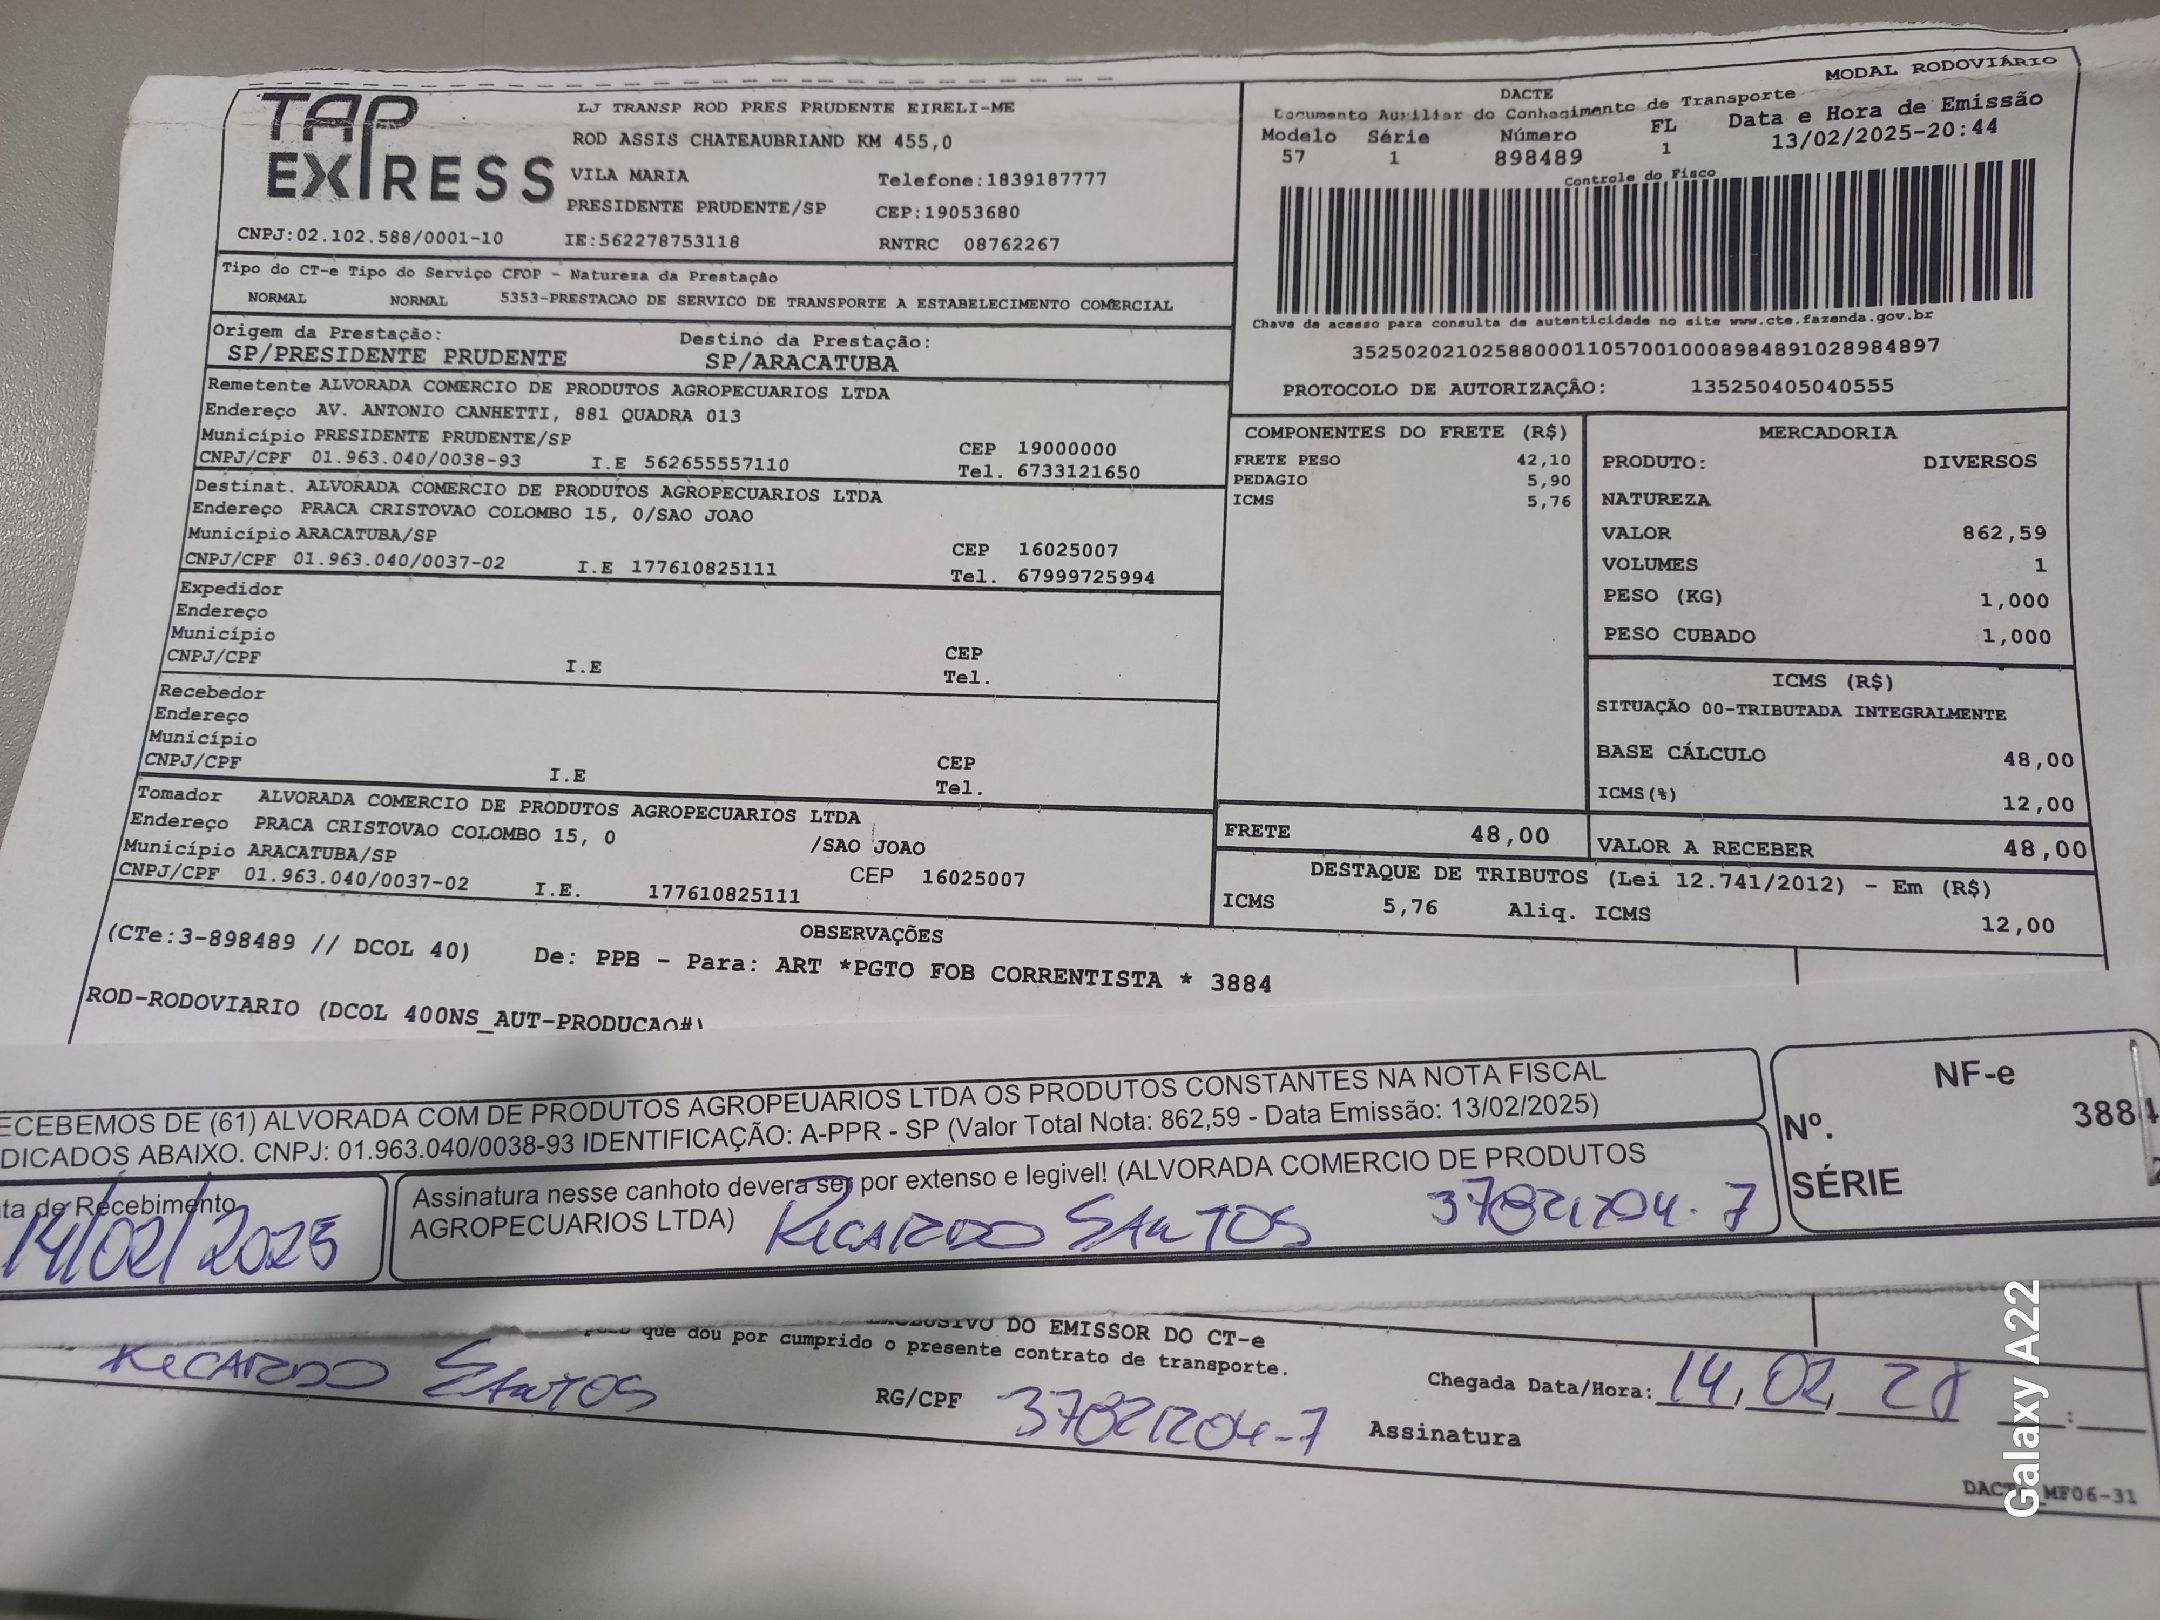 TAP EXPRESS
LJ TRANSP ROD PRES PRUDENTE EIRELI-ME
ROD ASSIS CHATEAUBRIAND KM 455,0
VILA MARIA Telefone:1839187777
PRESIDENTE PRUDENTE/SP CEP:19053680
CNPJ:02.102.588/0001-10 IE:562278753118 RNTRC 08762267
MODAL RODOVIÁRIO
DACTE
Documento Auxiliar do Conhecimento de Transporte
Modelo Série Número FL Data e Hora de Emissão
57 1 898489 1 13/02/2025-20:44
Controle do Fisco
Chave de acesso para consulta de autenticidade no site www.cte.fazenda.gov.br
35250202102588000110570010008984891028984897
PROTOCOLO DE AUTORIZAÇÃO: 135250405040555
Tipo do CT-e Tipo do Serviço CFOP - Natureza da Prestação
NORMAL NORMAL 5353-PRESTACAO DE SERVICO DE TRANSPORTE A ESTABELECIMENTO COMERCIAL
Origem da Prestação: Destino da Prestação:
SP/PRESIDENTE PRUDENTE SP/ARACATUBA
Remetente ALVORADA COMERCIO DE PRODUTOS AGROPECUARIOS LTDA
Endereço AV. ANTONIO CANHETTI, 881 QUADRA 013
Município PRESIDENTE PRUDENTE/SP CEP 19000000
CNPJ/CPF 01.963.040/0038-93 I.E 562655557110 Tel. 6733121650
Destinat. ALVORADA COMERCIO DE PRODUTOS AGROPECUARIOS LTDA
Endereço PRACA CRISTOVAO COLOMBO 15, 0/SAO JOAO
Município ARACATUBA/SP CEP 16025007
CNPJ/CPF 01.963.040/0037-02 I.E 177610825111 Tel. 67999725994
Expedidor
Endereço
Município
CNPJ/CPF I.E CEP
Tel.
Recebedor
Endereço
Município
CNPJ/CPF I.E CEP
Tel.
Tomador ALVORADA COMERCIO DE PRODUTOS AGROPECUARIOS LTDA
Endereço PRACA CRISTOVAO COLOMBO 15, 0 /SAO JOAO
Município ARACATUBA/SP CEP 16025007
CNPJ/CPF 01.963.040/0037-02 I.E. 177610825111
COMPONENTES DO FRETE (R$)
FRETE PESO 42,10
PEDAGIO 5,90
ICMS 5,76
MERCADORIA
PRODUTO: DIVERSOS
NATUREZA
VALOR 862,59
VOLUMES 1
PESO (KG) 1,000
PESO CUBADO 1,000
ICMS (R$)
SITUAÇÃO 00-TRIBUTADA INTEGRALMENTE
BASE CÁLCULO 48,00
ICMS(%) 12,00
FRETE 48,00 VALOR A RECEBER 48,00
DESTAQUE DE TRIBUTOS (Lei 12.741/2012) - Em (R$)
ICMS 5,76 Aliq. ICMS 12,00
OBSERVAÇÕES
(CTe:3-898489 // DCOL 40) De: PPB - Para: ART *PGTO FOB CORRENTISTA * 3884
ROD-RODOVIARIO (DCOL 400NS_AUT-PRODUCAO#)
ECEBEMOS DE (61) ALVORADA COM DE PRODUTOS AGROPEUARIOS LTDA OS PRODUTOS CONSTANTES NA NOTA FISCAL
DICADOS ABAIXO. CNPJ: 01.963.040/0038-93 IDENTIFICAÇÃO: A-PPR - SP (Valor Total Nota: 862,59 - Data Emissão: 13/02/2025)
NF-e
Nº. 3884
SÉRIE
ta de Recebimento
14/02/2025
Assinatura nesse canhoto devera ser por extenso e legivel! (ALVORADA COMERCIO DE PRODUTOS
AGROPECUARIOS LTDA) RICARDO SANTOS 37821204-7
EXCLUSIVO DO EMISSOR DO CT-e
que dou por cumprido o presente contrato de transporte.
RICARDO SANTOS RG/CPF 37821204-7 Chegada Data/Hora: 14, 02, 25 :
Assinatura
DACTE_MF06-31
Galaxy A22